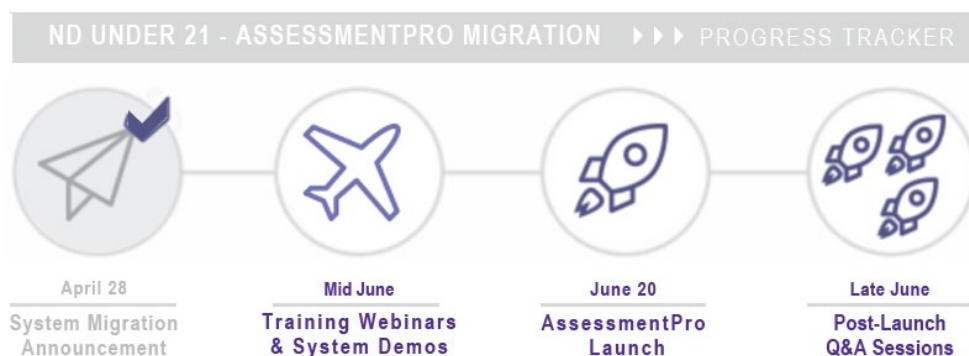 ND UNDER 21 - ASSESSMENTPRO MIGRATION PROGRESS TRACKER
April 28
System Migration
Announcement
Mid June
Training Webinars
& System Demos
June 20
AssessmentPro
Launch
Late June
Post-Launch
Q&A Sessions